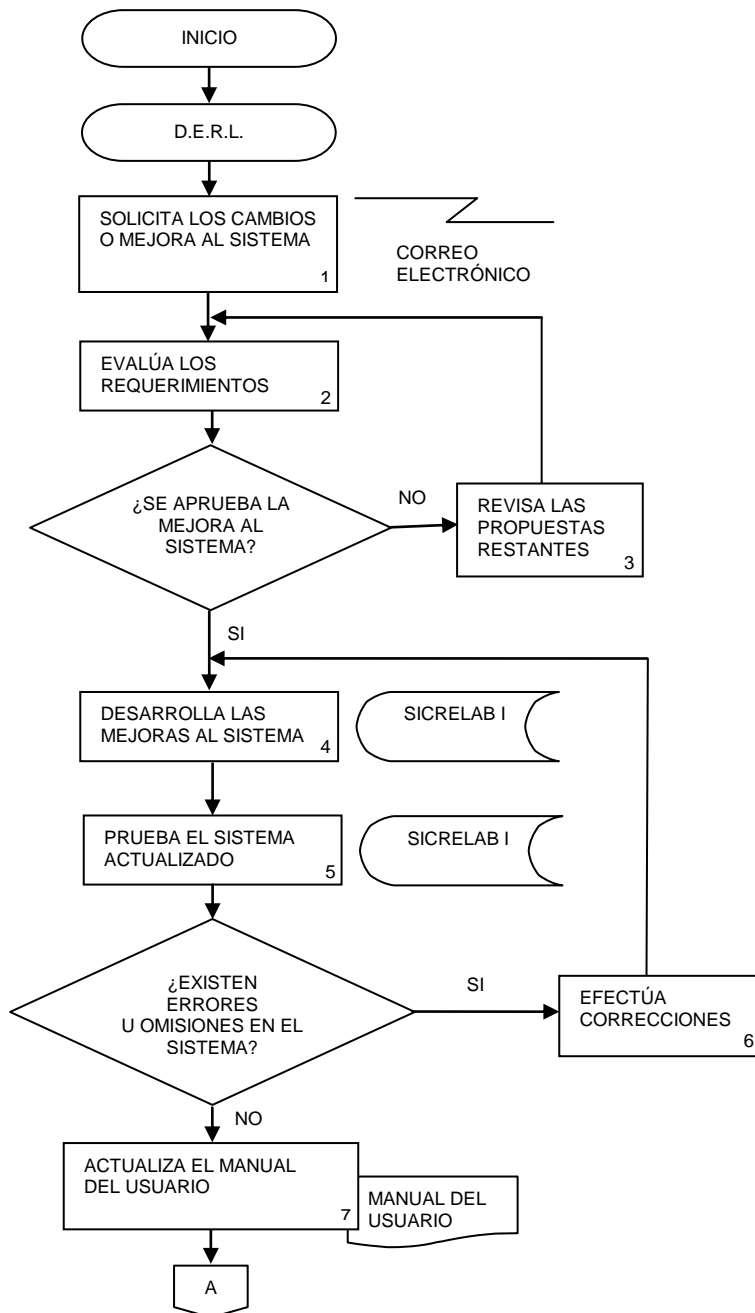 INICIO
D.E.R.L.
SOLICITA LOS CAMBIOS
O MEJORA AL SISTEMA
1
CORREO
ELECTRÓNICO
EVALÚA LOS
REQUERIMIENTOS
2
¿SE APRUEBA LA
MEJORA AL
SISTEMA?
NO
REVISA LAS
PROPUESTAS
RESTANTES
3
SI
DESARROLLA LAS
MEJORAS AL SISTEMA
4
SICRELAB I
PRUEBA EL SISTEMA
ACTUALIZADO
5
SICRELAB I
¿EXISTEN
ERRORES
U OMISIONES EN EL
SISTEMA?
SI
EFECTÚA
CORRECCIONES
6
NO
ACTUALIZA EL MANUAL
DEL USUARIO
7
MANUAL DEL
USUARIO
A